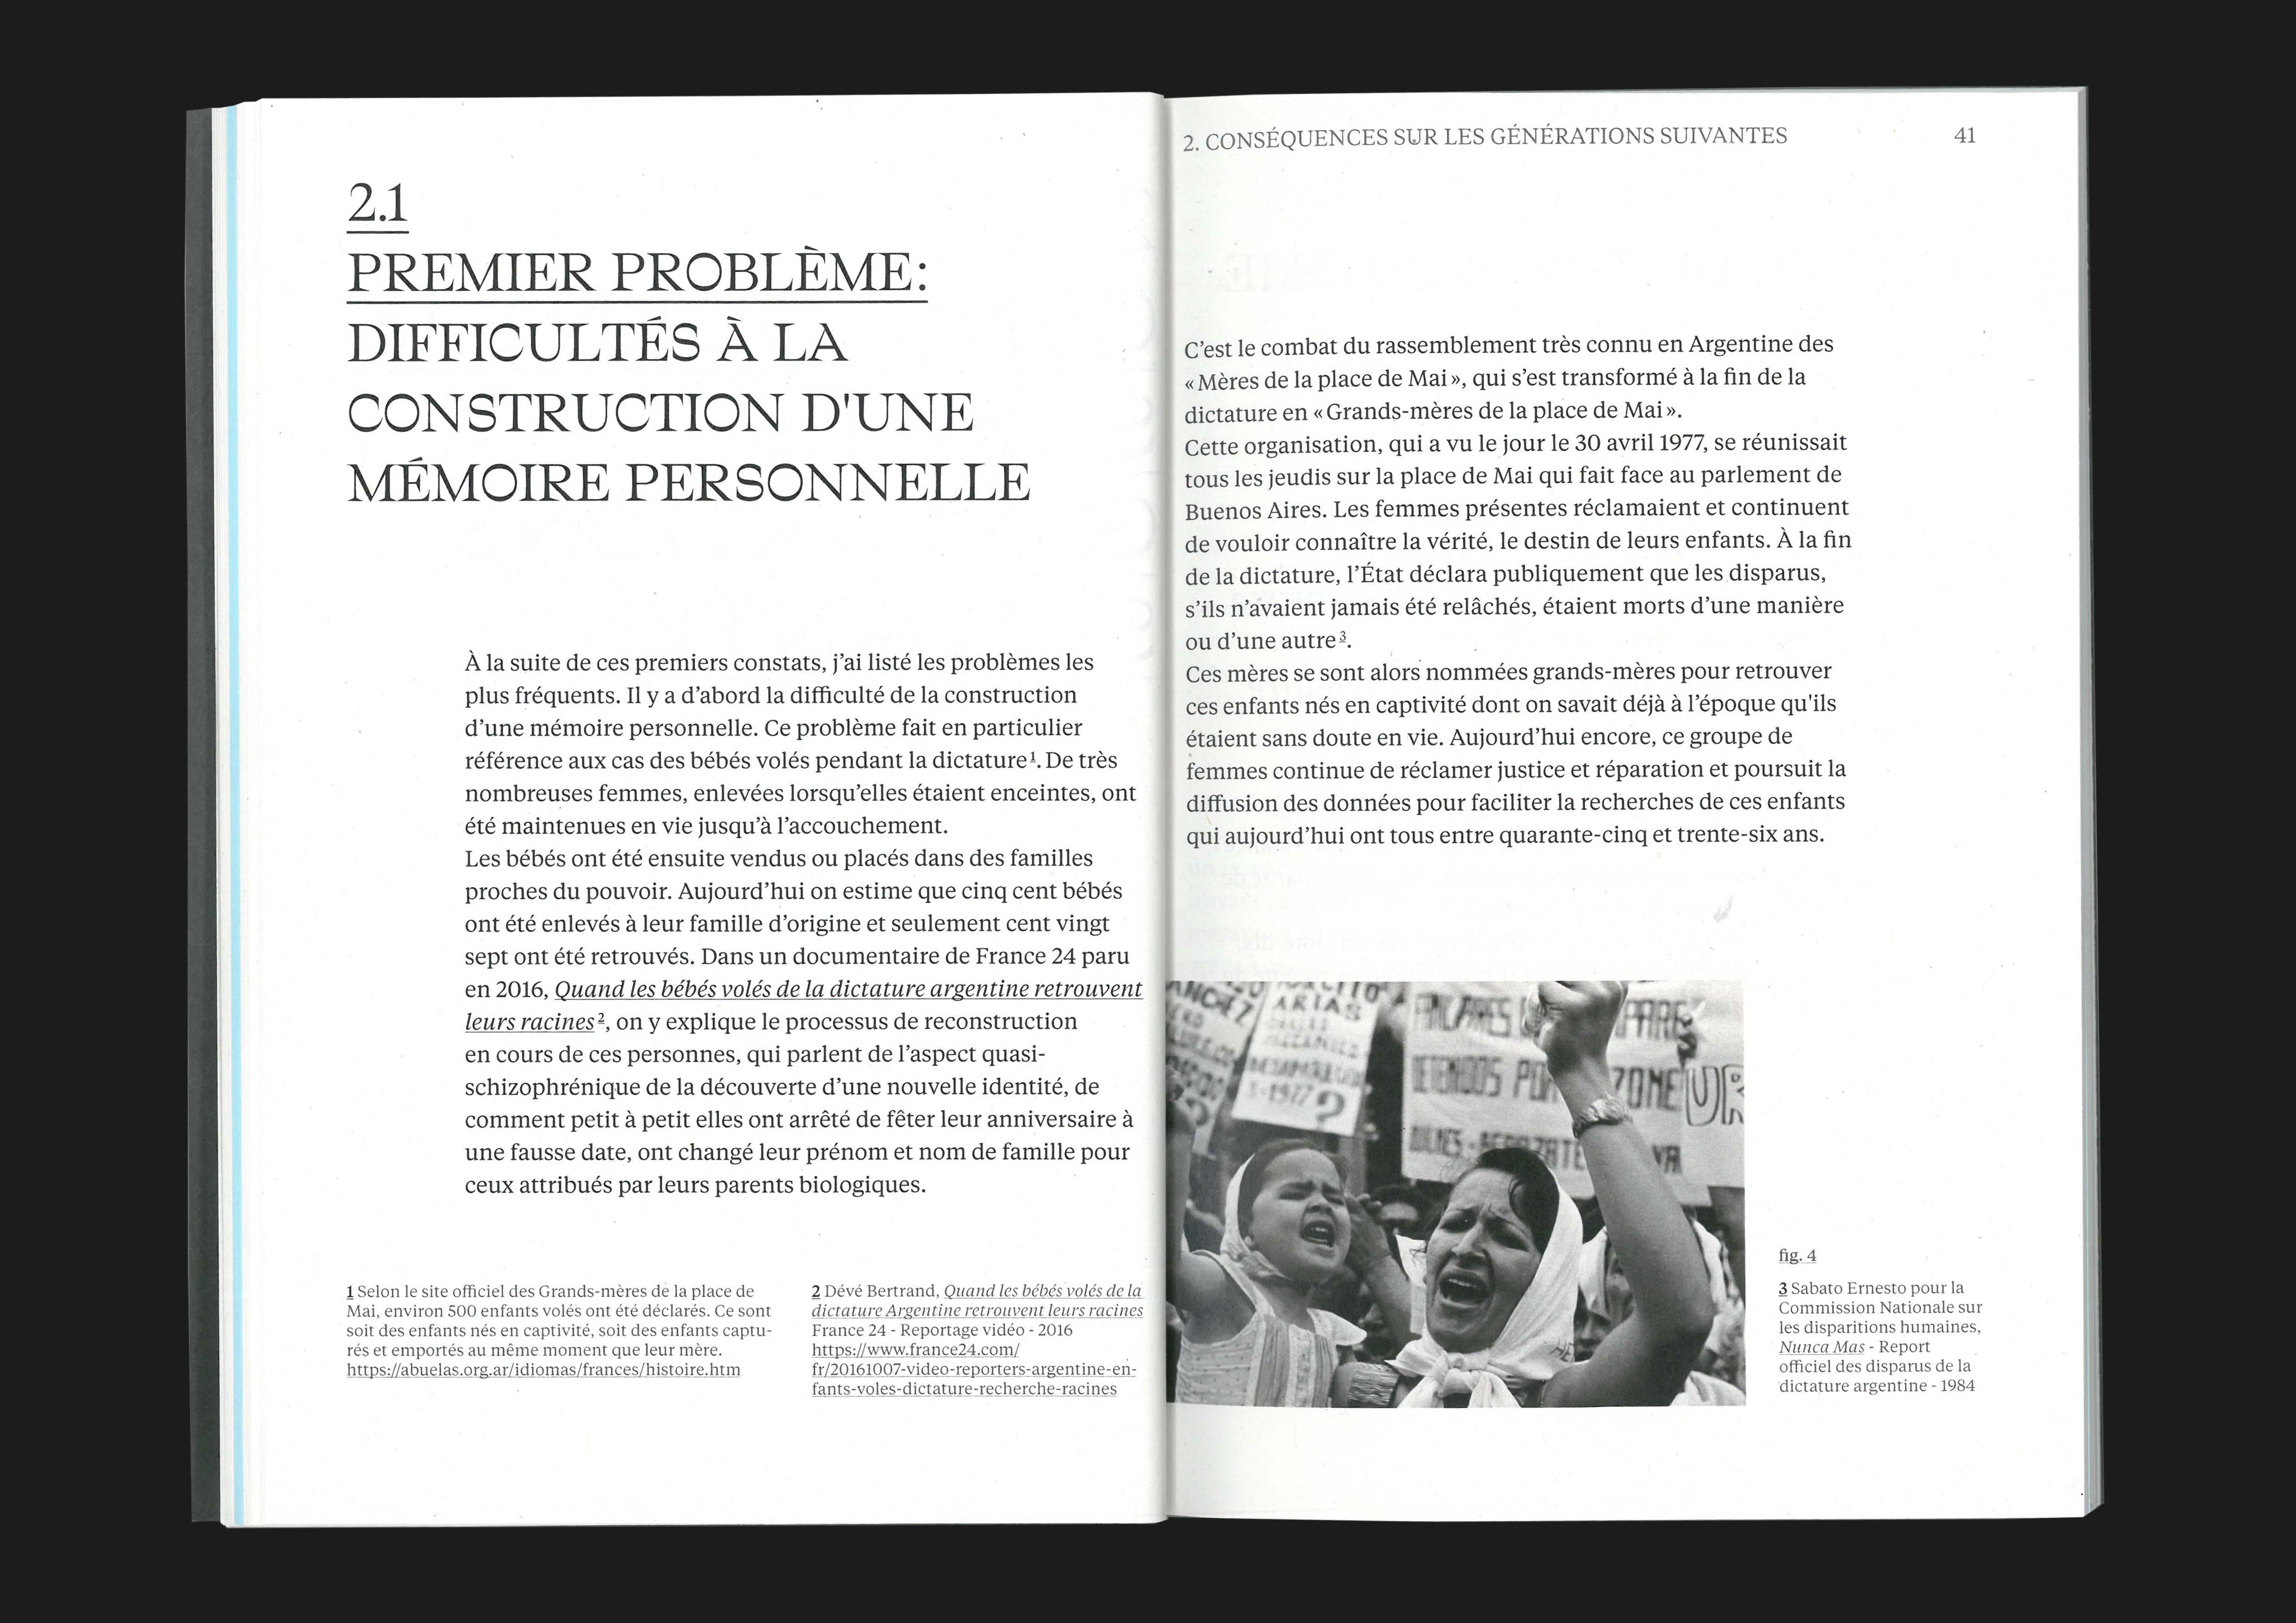 2.1
PREMIER PROBLÈME:
DIFFICULTÉS À LA
CONSTRUCTION D'UNE
MÉMOIRE PERSONNELLE
À la suite de ces premiers constats, j’ai listé les problèmes les
plus fréquents. Il y a d’abord la difficulté de la construction
d’une mémoire personnelle. Ce problème fait en particulier
référence aux cas des bébés volés pendant la dictature¹. De très
nombreuses femmes, enlevées lorsqu’elles étaient enceintes, ont
été maintenues en vie jusqu’à l’accouchement.
Les bébés ont été ensuite vendus ou placés dans des familles
proches du pouvoir. Aujourd’hui on estime que cinq cent bébés
ont été enlevés à leur famille d’origine et seulement cent vingt
sept ont été retrouvés. Dans un documentaire de France 24 paru
en 2016, Quand les bébés volés de la dictature argentine retrouvent
leurs racines², on y explique le processus de reconstruction
en cours de ces personnes, qui parlent de l’aspect quasi-
schizophrénique de la découverte d’une nouvelle identité, de
comment petit à petit elles ont arrêté de fêter leur anniversaire à
une fausse date, ont changé leur prénom et nom de famille pour
ceux attribués par leurs parents biologiques.
1 Selon le site officiel des Grands-mères de la place de
Mai, environ 500 enfants volés ont été déclarés. Ce sont
soit des enfants nés en captivité, soit des enfants captu-
rés et emportés au même moment que leur mère.
https://abuelas.org.ar/idiomas/frances/histoire.htm
2 Dévé Bertrand, Quand les bébés volés de la
dictature Argentine retrouvent leurs racines
France 24 - Reportage vidéo - 2016
https://www.france24.com/
fr/20161007-video-reporters-argentine-en-
fants-voles-dictature-recherche-racines
2. CONSÉQUENCES SUR LES GÉNÉRATIONS SUIVANTES 41
C’est le combat du rassemblement très connu en Argentine des
« Mères de la place de Mai », qui s’est transformé à la fin de la
dictature en « Grands-mères de la place de Mai ».
Cette organisation, qui a vu le jour le 30 avril 1977, se réunissait
tous les jeudis sur la place de Mai qui fait face au parlement de
Buenos Aires. Les femmes présentes réclamaient et continuent
de vouloir connaître la vérité, le destin de leurs enfants. À la fin
de la dictature, l’État déclara publiquement que les disparus,
s’ils n’avaient jamais été relâchés, étaient morts d’une manière
ou d’une autre³.
Ces mères se sont alors nommées grands-mères pour retrouver
ces enfants nés en captivité dont on savait déjà à l’époque qu'ils
étaient sans doute en vie. Aujourd’hui encore, ce groupe de
femmes continue de réclamer justice et réparation et poursuit la
diffusion des données pour faciliter la recherches de ces enfants
qui aujourd’hui ont tous entre quarante-cinq et trente-six ans.
ARIAS
1977?
DETENIDOS
fig. 4
3 Sabato Ernesto pour la
Commission Nationale sur
les disparitions humaines,
Nunca Mas - Report
officiel des disparus de la
dictature argentine - 1984